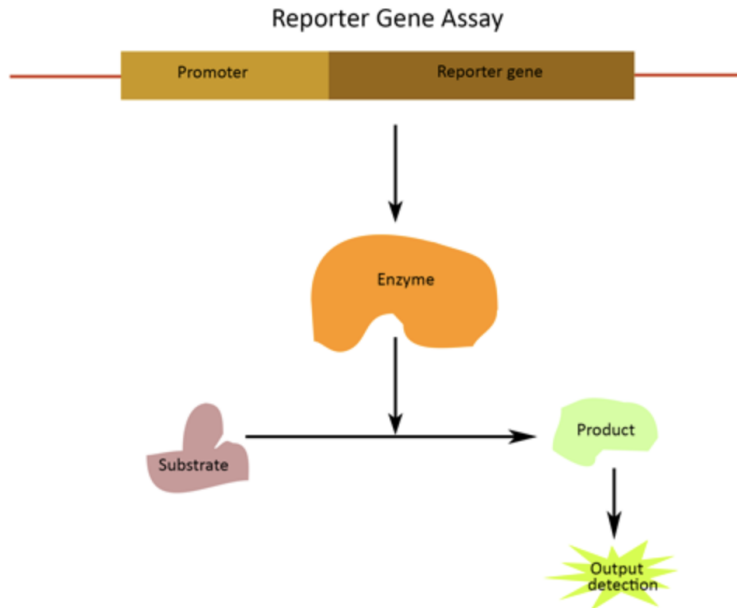 Reporter Gene Assay
Promoter
Reporter gene
Enzyme
Substrate
Product
Output
detection